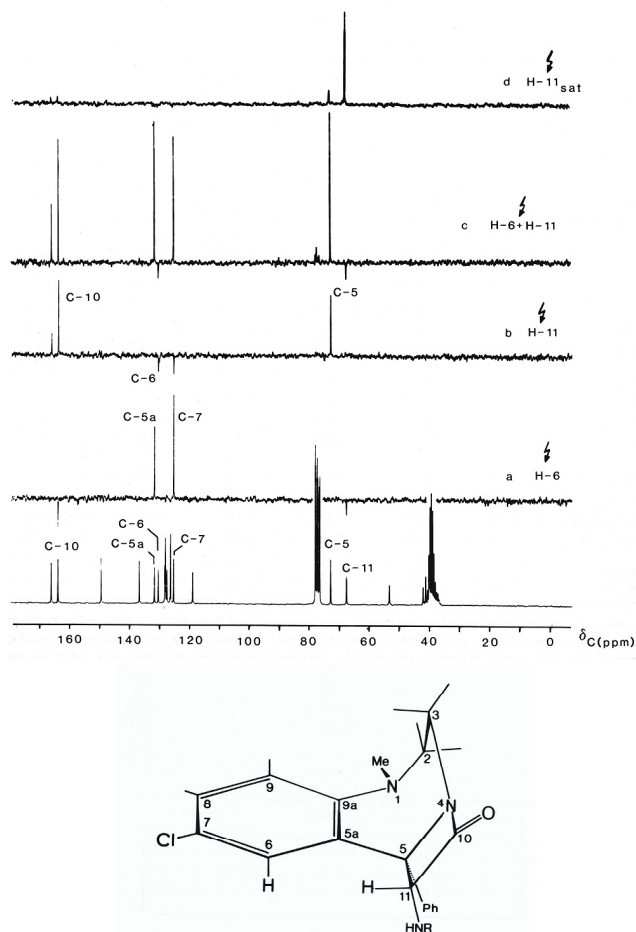 d H-11sat
c H-6+H-11
C-10
C-5
b H-11
C-6
C-5a C-7
a H-6
C-6
C-10 C-5a C-7 C-5 C-11
160 140 120 100 80 60 40 20 0 δC(ppm)
3
Me 2
9 N 4 N
8 9a 1 O
7 5a 10
Cl 6 5
H H 11 Ph
HNR